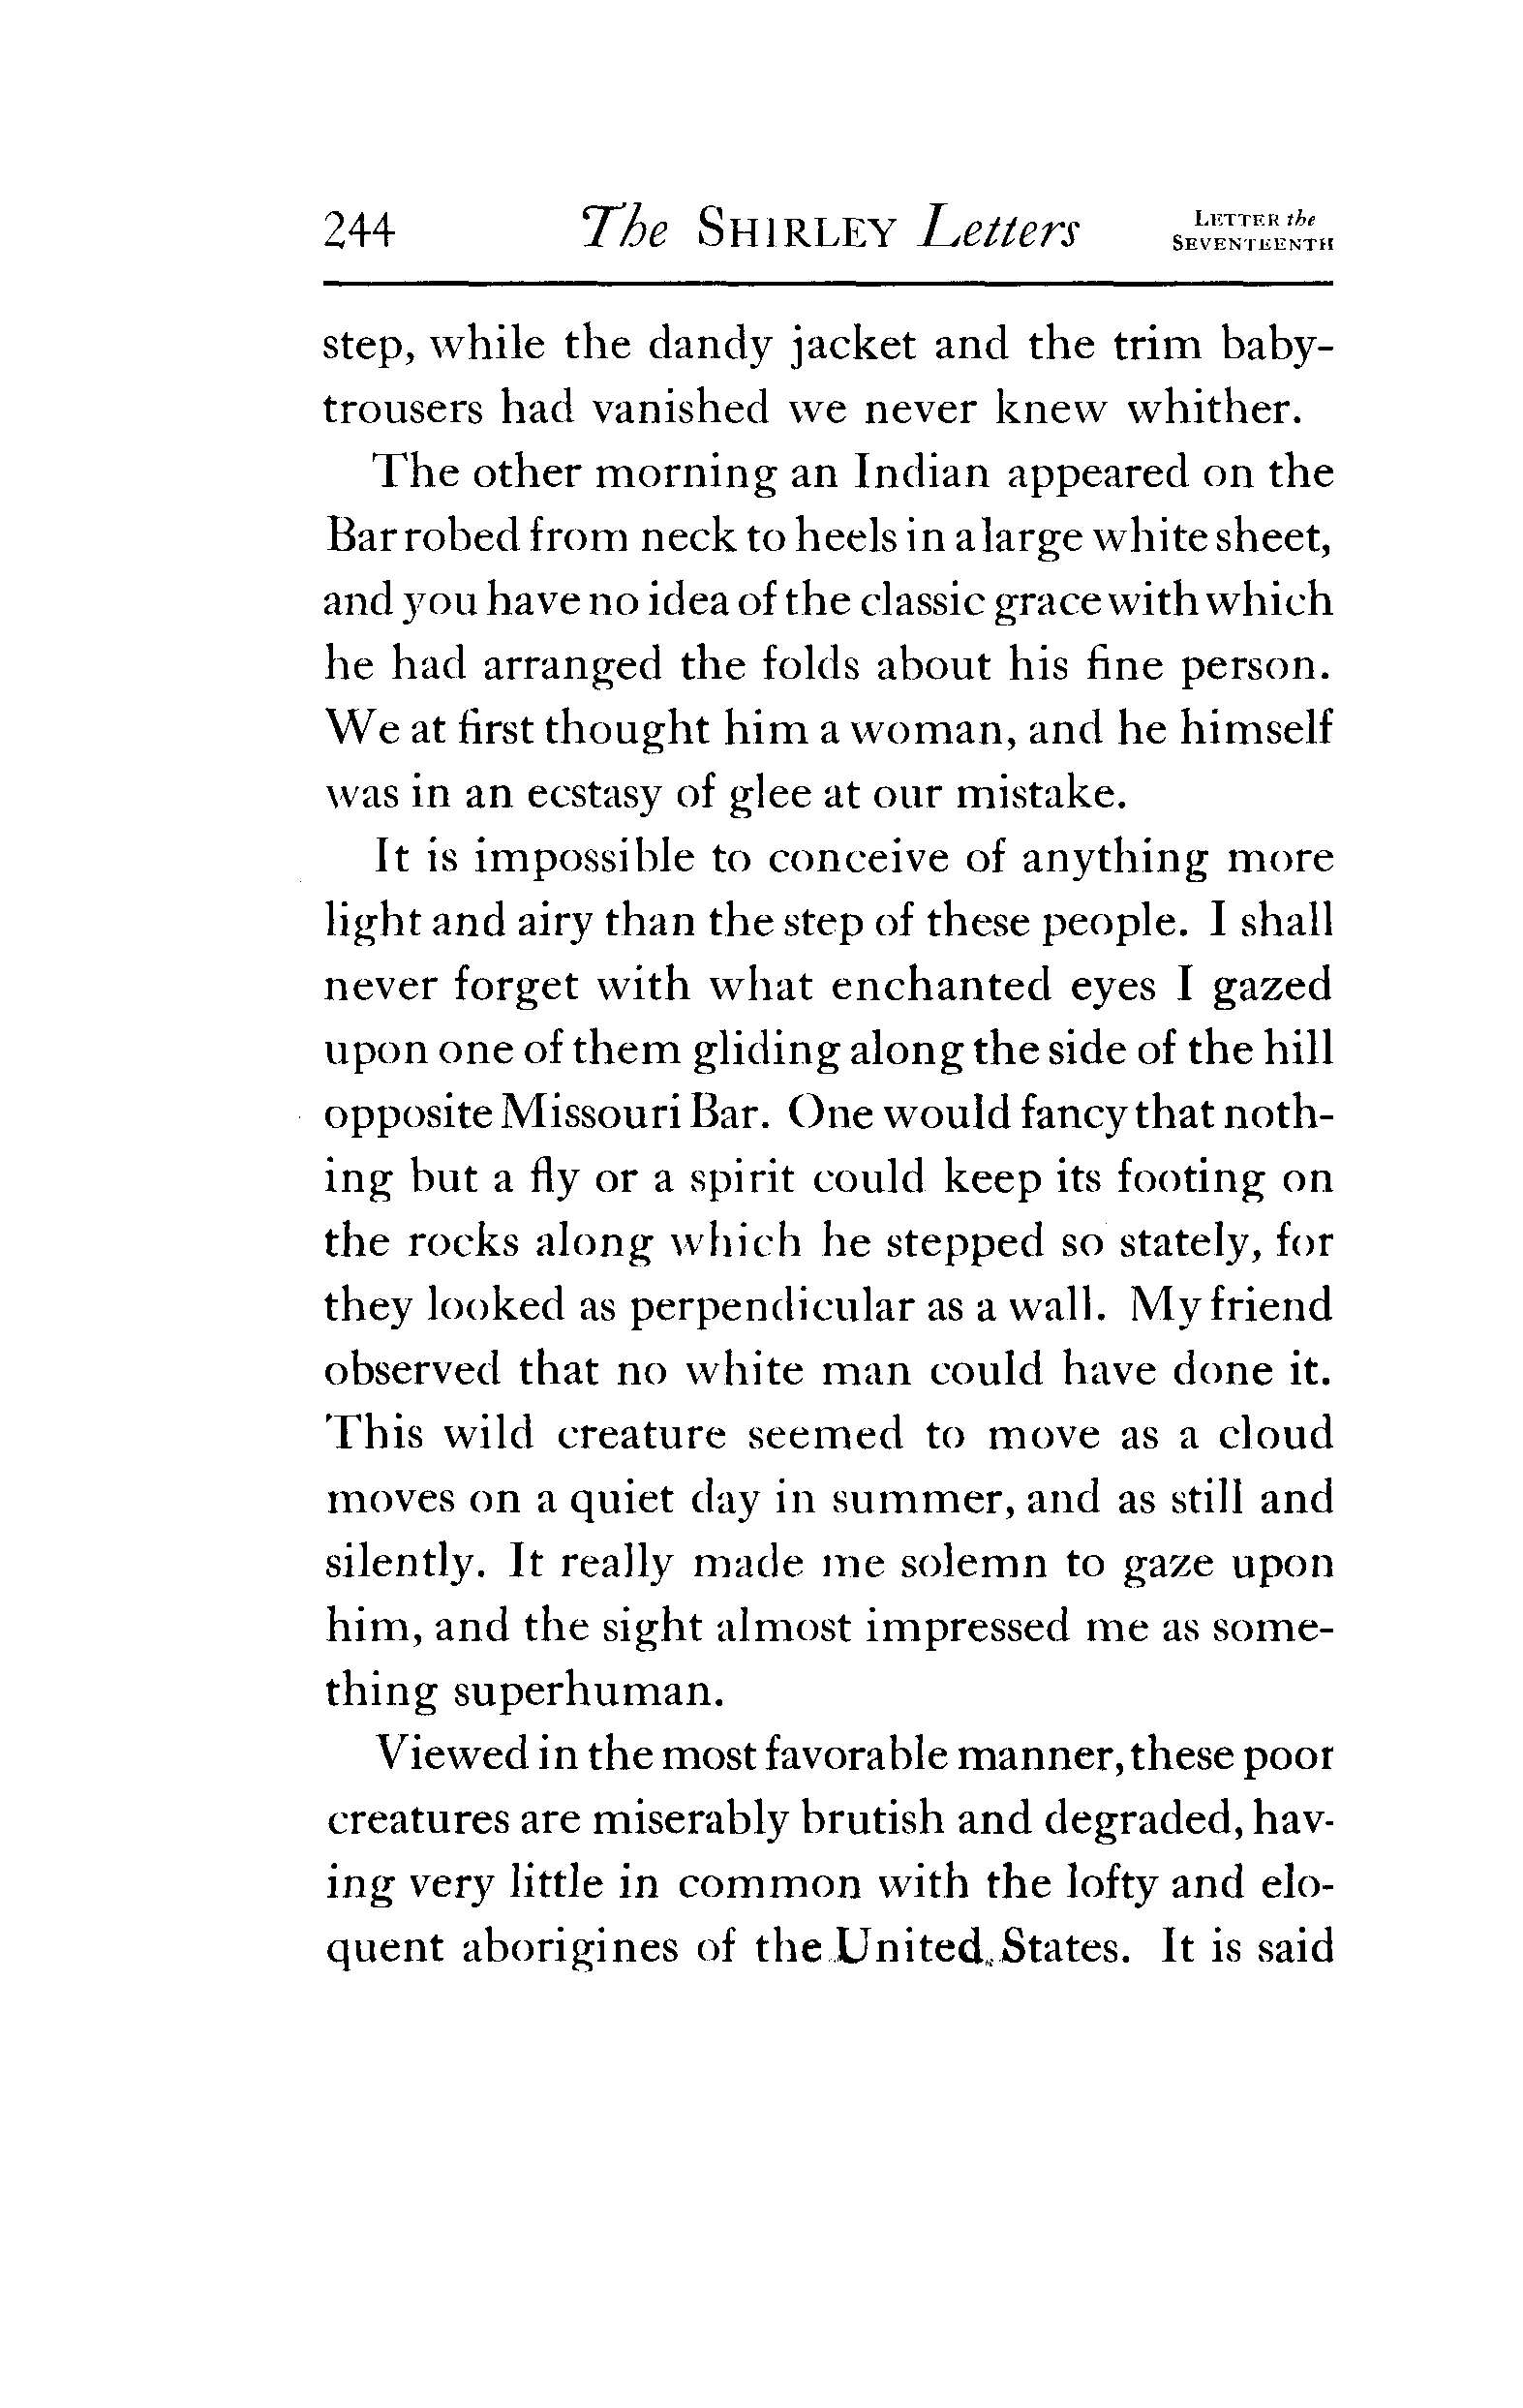 244 The SHIRLEY Letters LETTER the SEVENTEENTH
step, while the dandy jacket and the trim baby-
trousers had vanished we never knew whither.
The other morning an Indian appeared on the
Bar robed from neck to heels in a large white sheet,
and you have no idea of the classic grace with which
he had arranged the folds about his fine person.
We at first thought him a woman, and he himself
was in an ecstasy of glee at our mistake.
It is impossible to conceive of anything more
light and airy than the step of these people. I shall
never forget with what enchanted eyes I gazed
upon one of them gliding along the side of the hill
opposite Missouri Bar. One would fancy that noth-
ing but a fly or a spirit could keep its footing on
the rocks along which he stepped so stately, for
they looked as perpendicular as a wall. My friend
observed that no white man could have done it.
This wild creature seemed to move as a cloud
moves on a quiet day in summer, and as still and
silently. It really made me solemn to gaze upon
him, and the sight almost impressed me as some-
thing superhuman.
Viewed in the most favorable manner, these poor
creatures are miserably brutish and degraded, hav-
ing very little in common with the lofty and elo-
quent aborigines of the United States. It is said